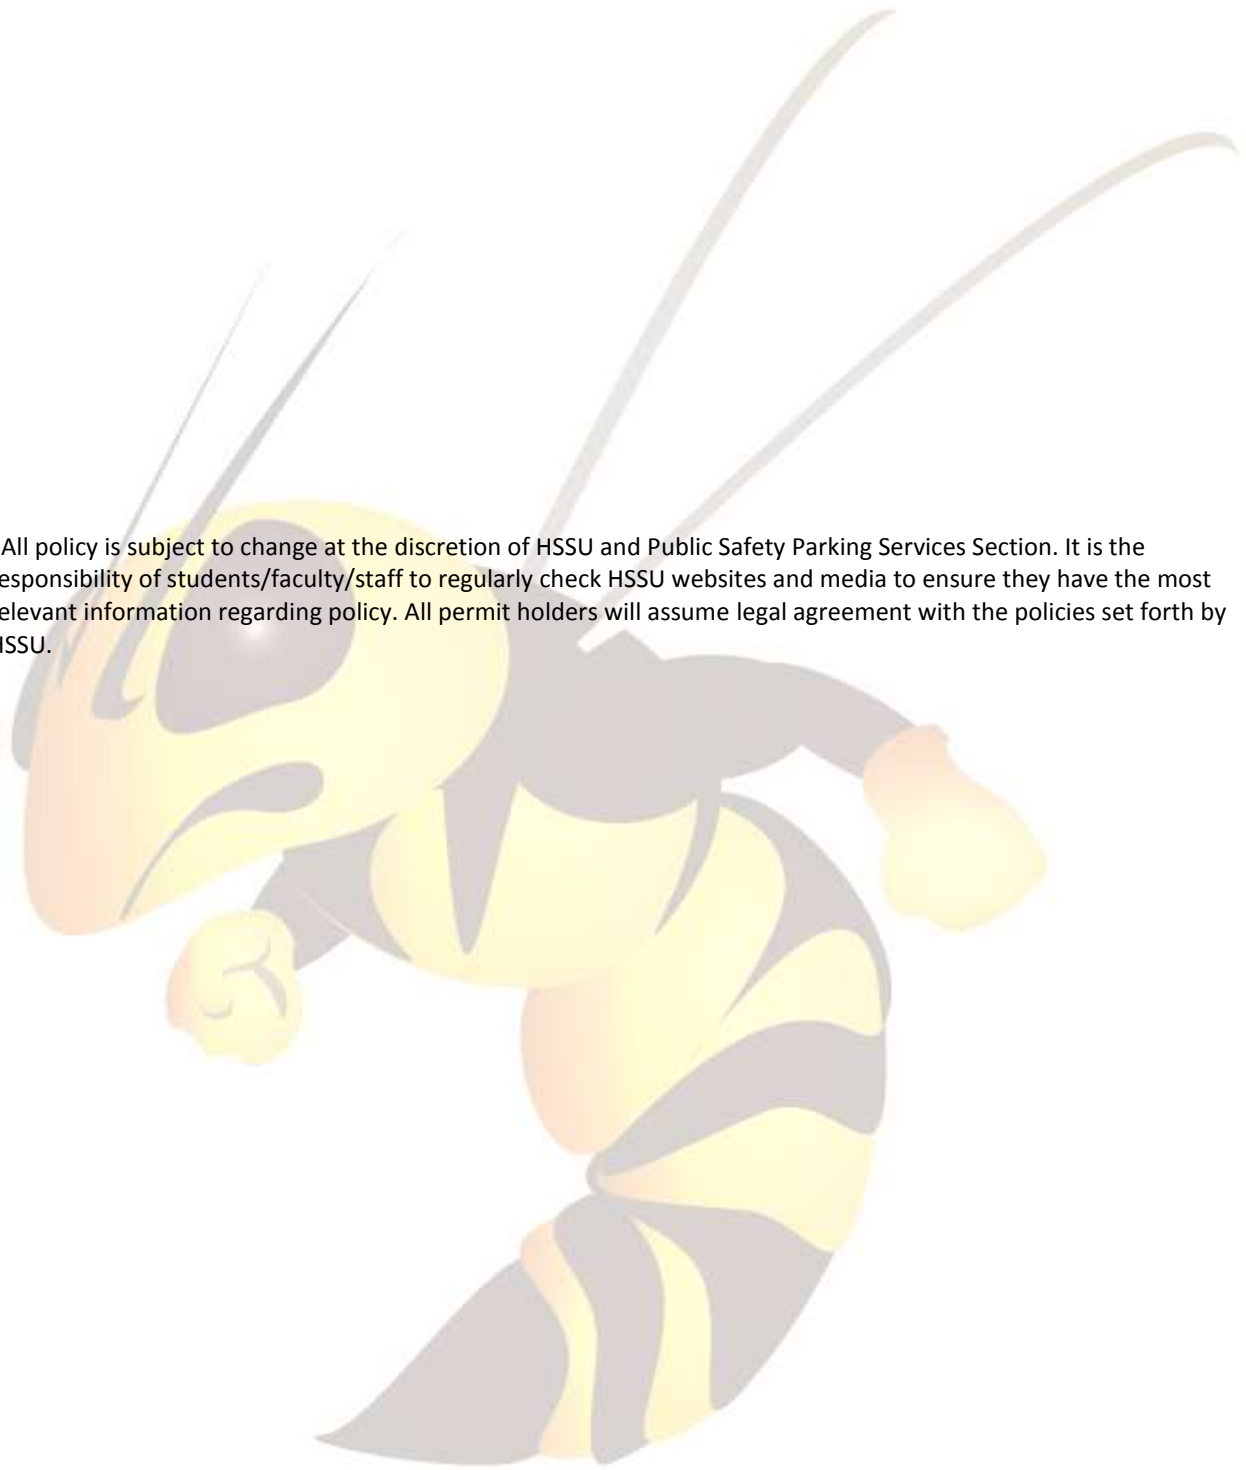 All policy is subject to change at the discretion of HSSU and Public Safety Parking Services Section. It is the
esponsibility of students/faculty/staff to regularly check HSSU websites and media to ensure they have the most
elevant information regarding policy. All permit holders will assume legal agreement with the policies set forth by
HSSU.